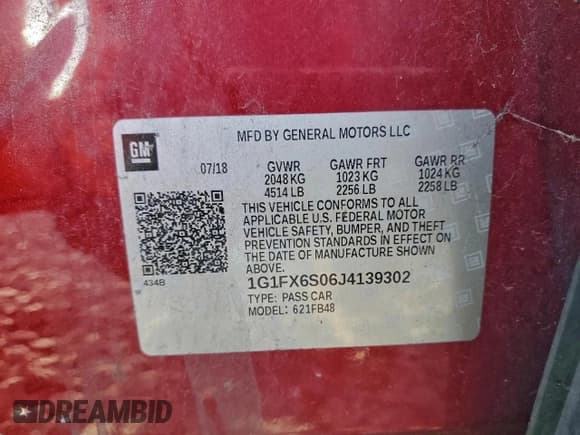 GM
MFD BY GENERAL MOTORS LLC
07/18 GVWR GAWR FRT GAWR RR
2048 KG 1023 KG 1024 KG
4514 LB 2256 LB 2258 LB
THIS VEHICLE CONFORMS TO ALL
APPLICABLE U.S. FEDERAL MOTOR
VEHICLE SAFETY, BUMPER, AND THEFT
PREVENTION STANDARDS IN EFFECT ON
THE DATE OF MANUFACTURE SHOWN
ABOVE.
434B
1G1FX6S06J4139302
TYPE: PASS CAR
MODEL: 621FB48
DREAMBID